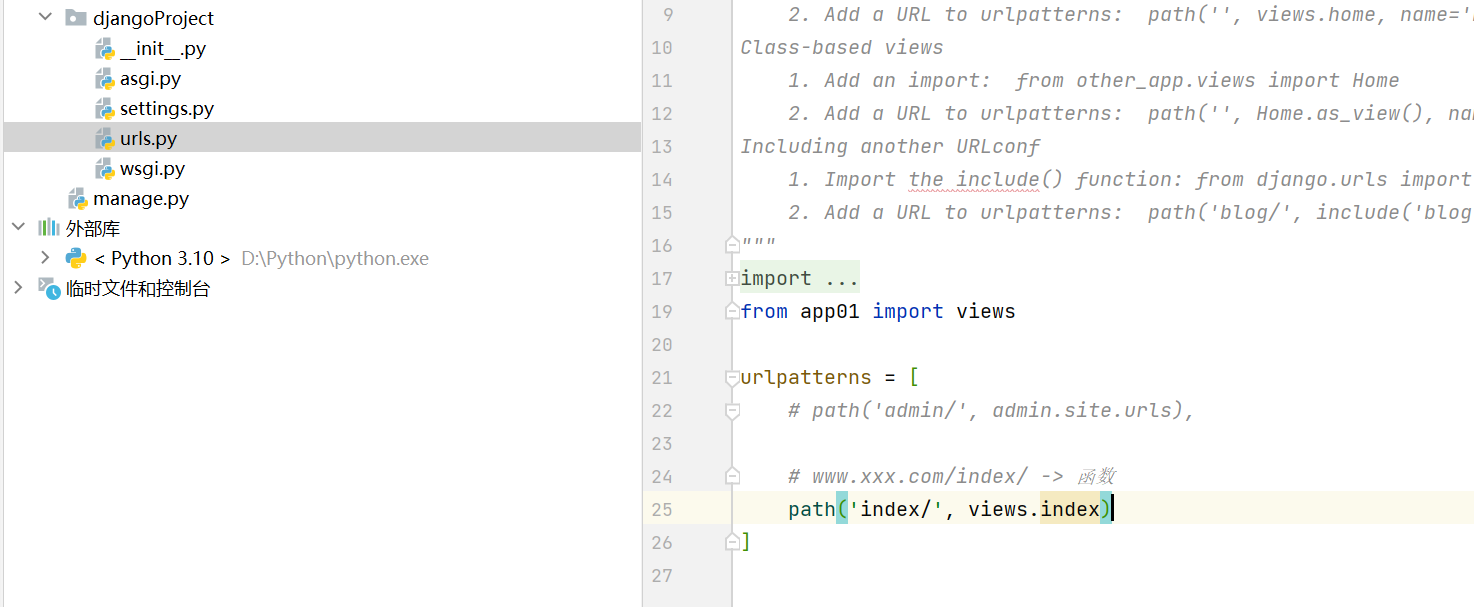 djangoProject
__init__.py
asgi.py
settings.py
urls.py
wsgi.py
manage.py
外部库
< Python 3.10 > D:\Python\python.exe
临时文件和控制台
9 2. Add a URL to urlpatterns: path('', views.home, name='
10 Class-based views
11 1. Add an import: from other_app.views import Home
12 2. Add a URL to urlpatterns: path('', Home.as_view(),
13 Including another URLconf
14 1. Import the include() function: from django.urls import
15 2. Add a URL to urlpatterns: path('blog/', include('blog
16 """
17 import ...
19 from app01 import views
20
21 urlpatterns = [
22 # path('admin/', admin.site.urls),
23
24 # www.xxx.com/index/ -> 函数
25 path('index/', views.index)
26 ]
27